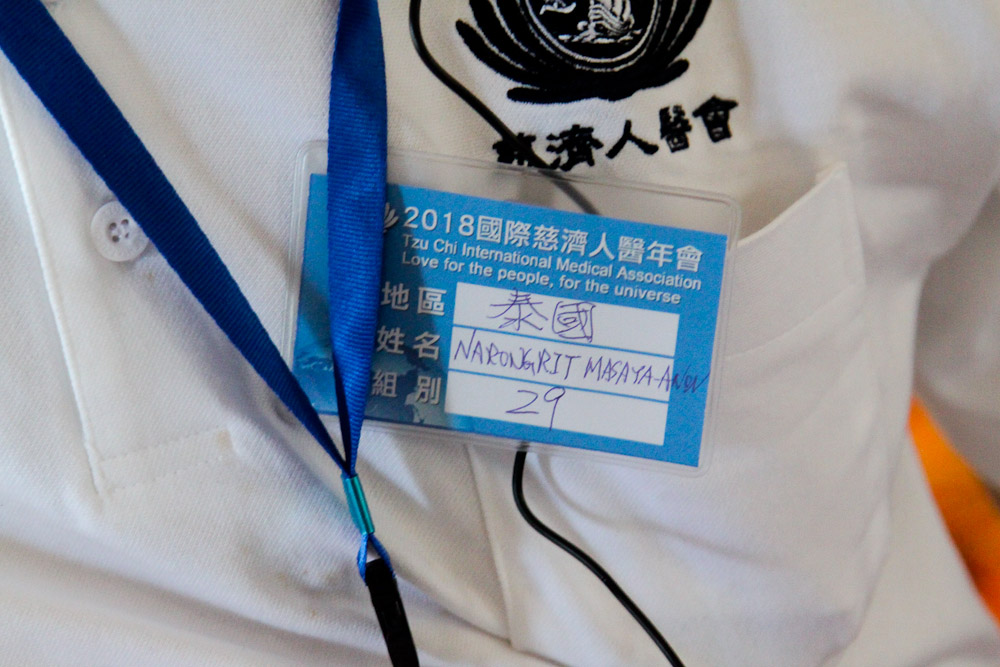 慈濟人醫會
2018國際慈濟人醫年會
Tzu Chi International Medical Association
Love for the people, for the universe
地區 泰國
姓名 NARONGRIT MASAYA-ANON
組別 29